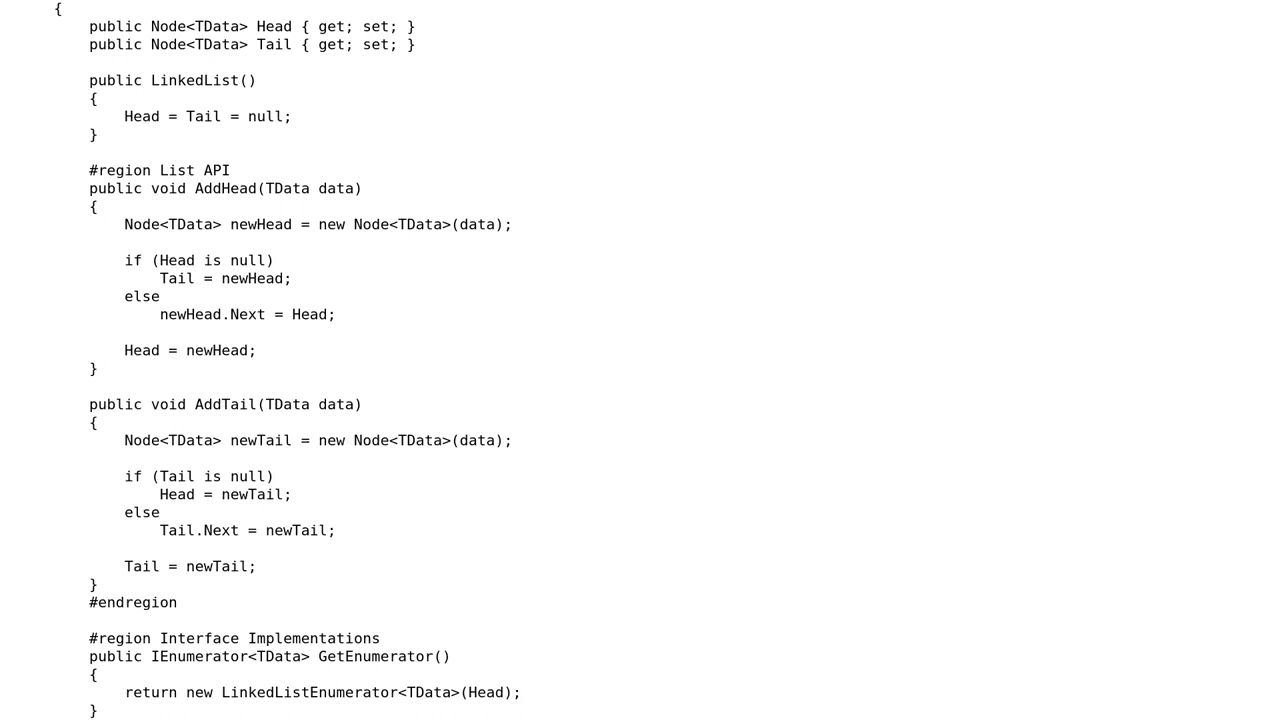 {
    public Node<TData> Head { get; set; }
    public Node<TData> Tail { get; set; }

    public LinkedList()
    {
        Head = Tail = null;
    }

    #region List API
    public void AddHead(TData data)
    {
        Node<TData> newHead = new Node<TData>(data);

        if (Head is null)
            Tail = newHead;
        else
            newHead.Next = Head;

        Head = newHead;
    }

    public void AddTail(TData data)
    {
        Node<TData> newTail = new Node<TData>(data);

        if (Tail is null)
            Head = newTail;
        else
            Tail.Next = newTail;

        Tail = newTail;
    }
    #endregion

    #region Interface Implementations
    public IEnumerator<TData> GetEnumerator()
    {
        return new LinkedListEnumerator<TData>(Head);
    }